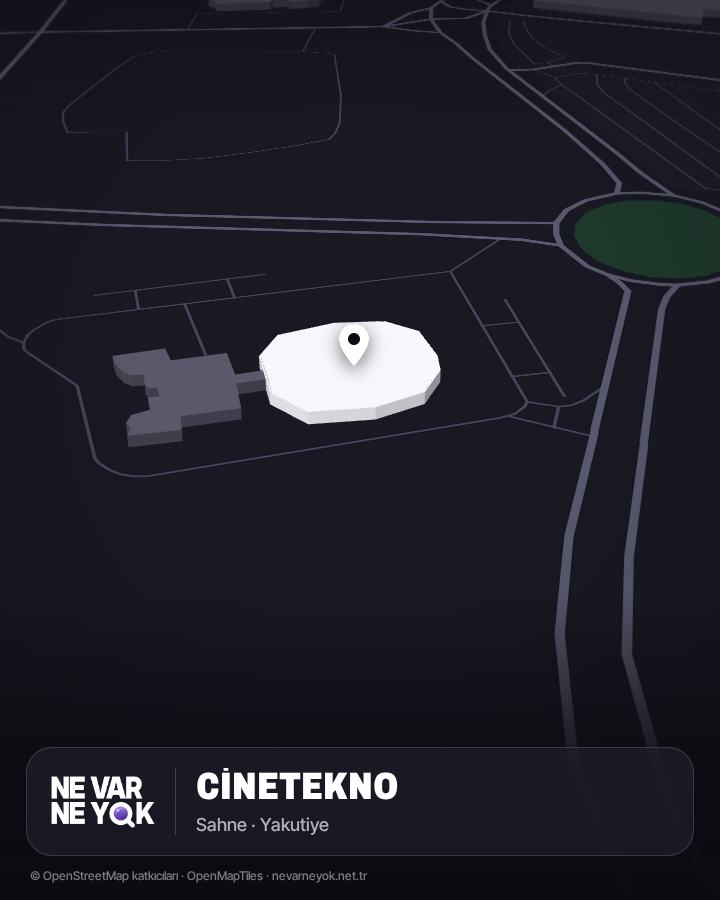 NE VAR
NE YOK
CİNETEKNO
Sahne · Yakutiye
© OpenStreetMap katkıcıları · OpenMapTiles · nevarneyok.net.tr